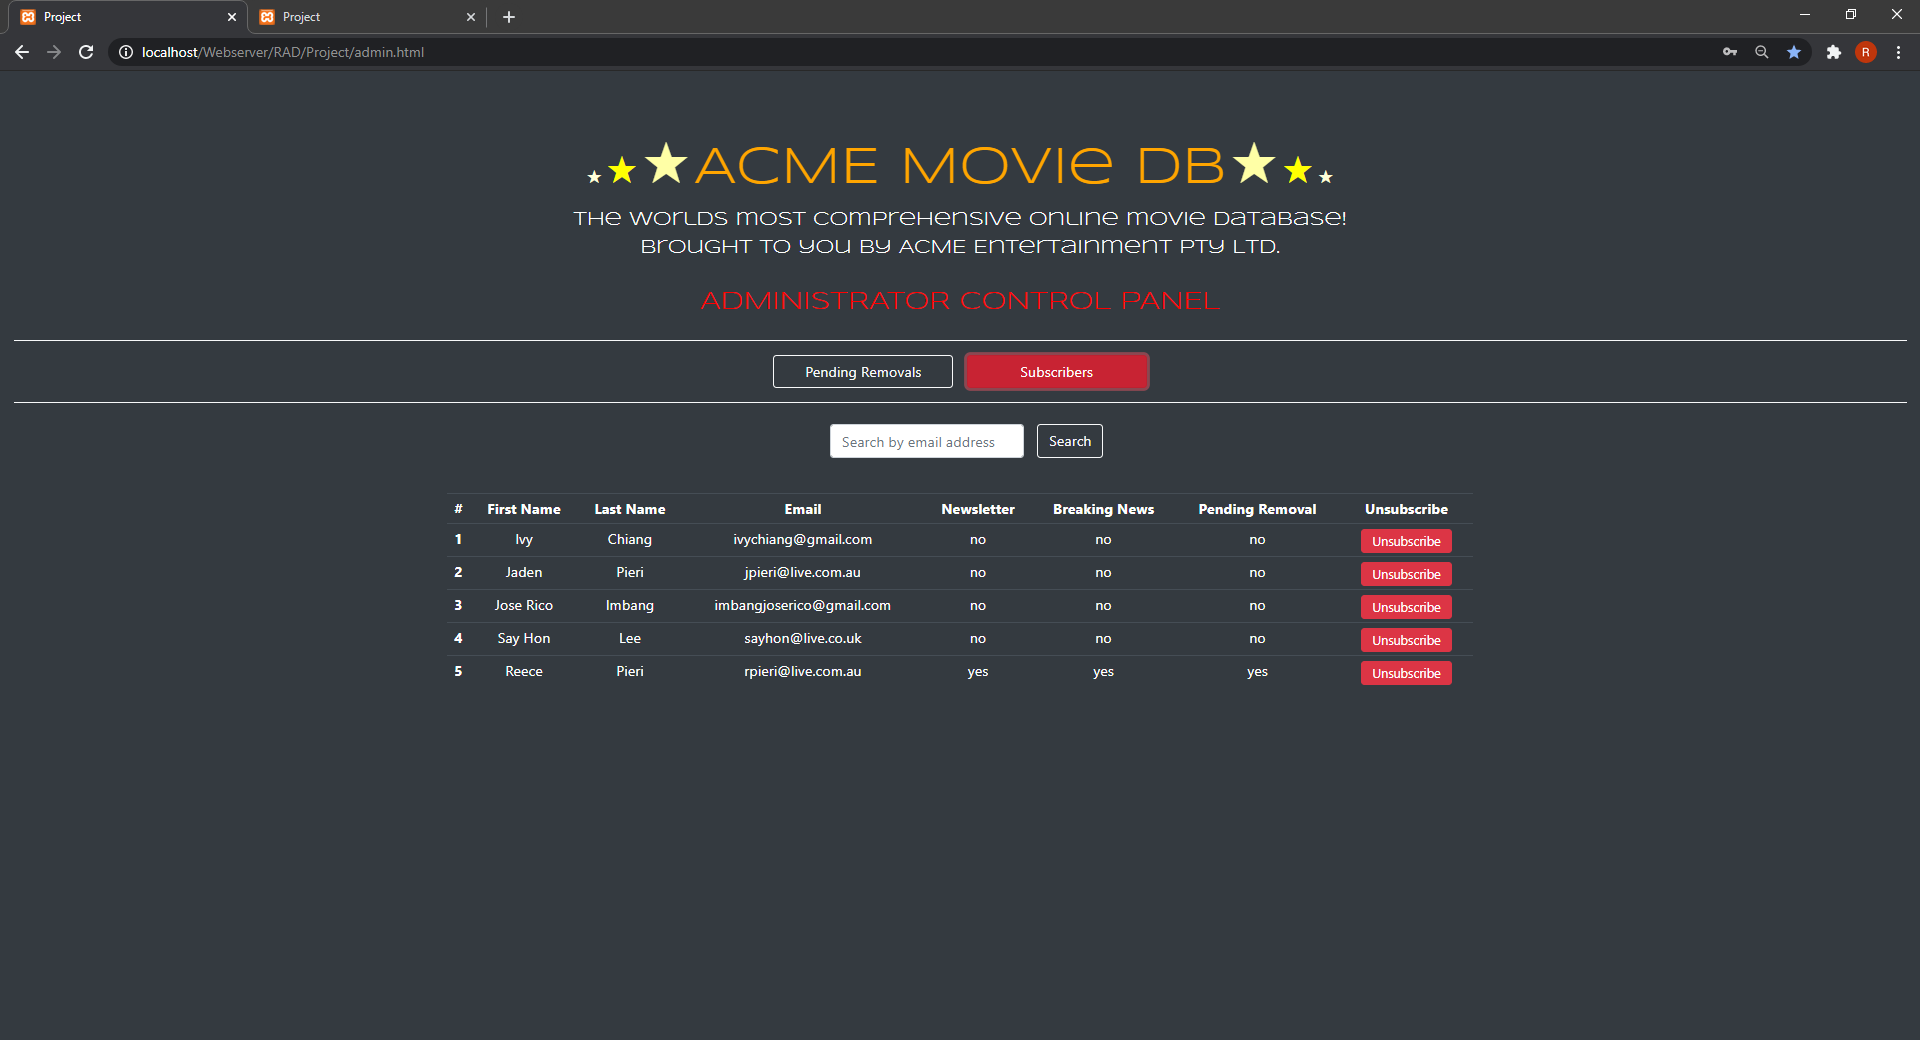 Project
Project
localhost/Webserver/RAD/Project/admin.html
R
ACME Movie DB
The worlds most comprehensive online movie database!
Brought to you by ACME Entertainment Pty Ltd.
ADMINISTRATOR CONTROL PANEL
Pending Removals Subscribers
Search by email address Search
# First Name Last Name Email Newsletter Breaking News Pending Removal Unsubscribe
1 Ivy Chiang ivychiang@gmail.com no no no Unsubscribe
2 Jaden Pieri jpieri@live.com.au no no no Unsubscribe
3 Jose Rico Imbang imbangjoserico@gmail.com no no no Unsubscribe
4 Say Hon Lee sayhon@live.co.uk no no no Unsubscribe
5 Reece Pieri rpieri@live.com.au yes yes yes Unsubscribe